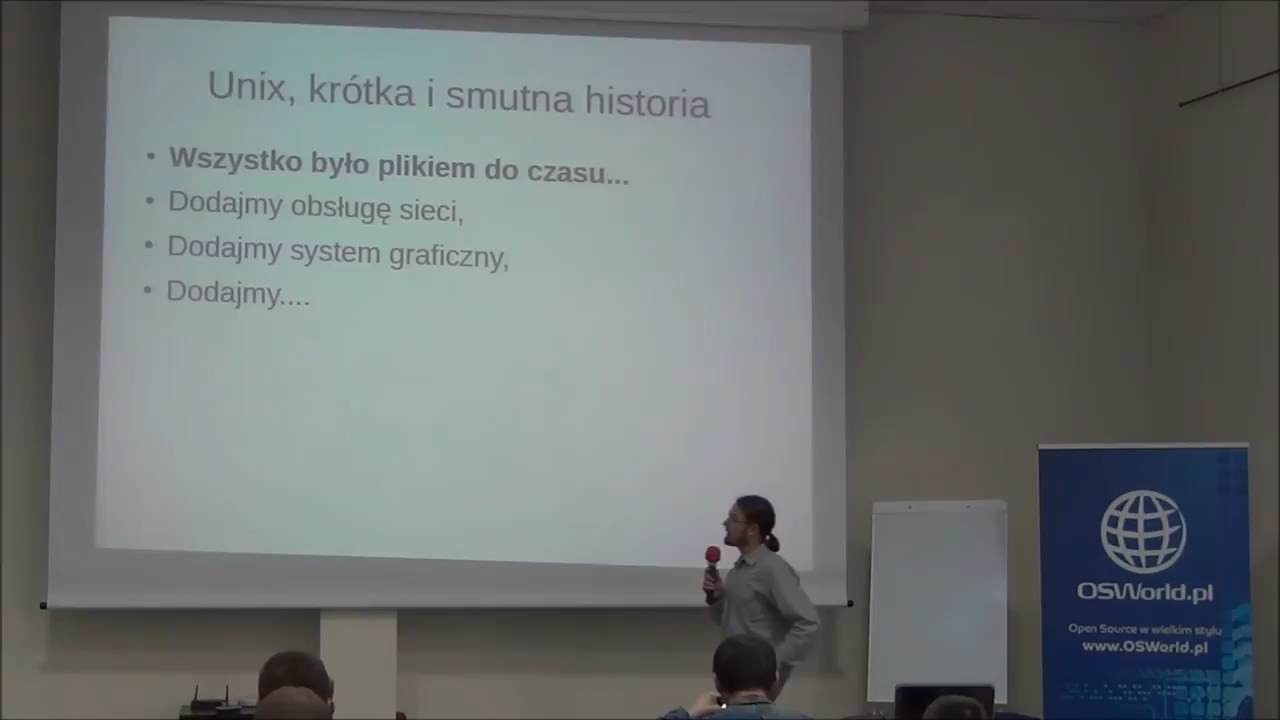 Unix, krótka i smutna historia
• Wszystko było plikiem do czasu...
• Dodajmy obsługę sieci,
• Dodajmy system graficzny,
• Dodajmy....
OSWorld.pl
Open Source w wielkim stylu
www.OSWorld.pl